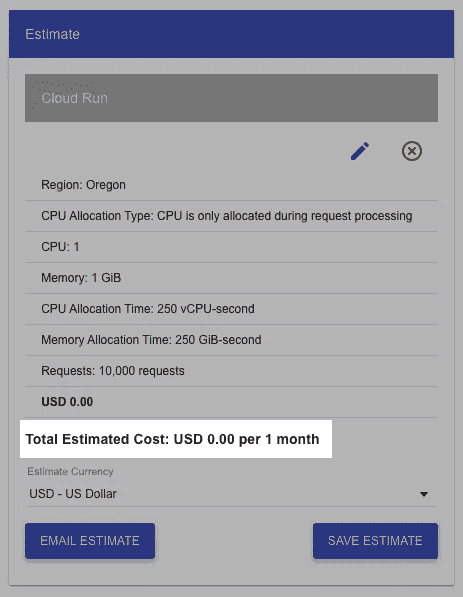 Estimate
Cloud Run
Region: Oregon
CPU Allocation Type: CPU is only allocated during request processing
CPU: 1
Memory: 1 GiB
CPU Allocation Time: 250 vCPU-second
Memory Allocation Time: 250 GiB-second
Requests: 10,000 requests
USD 0.00
Total Estimated Cost: USD 0.00 per 1 month
Estimate Currency
USD - US Dollar
EMAIL ESTIMATE
SAVE ESTIMATE